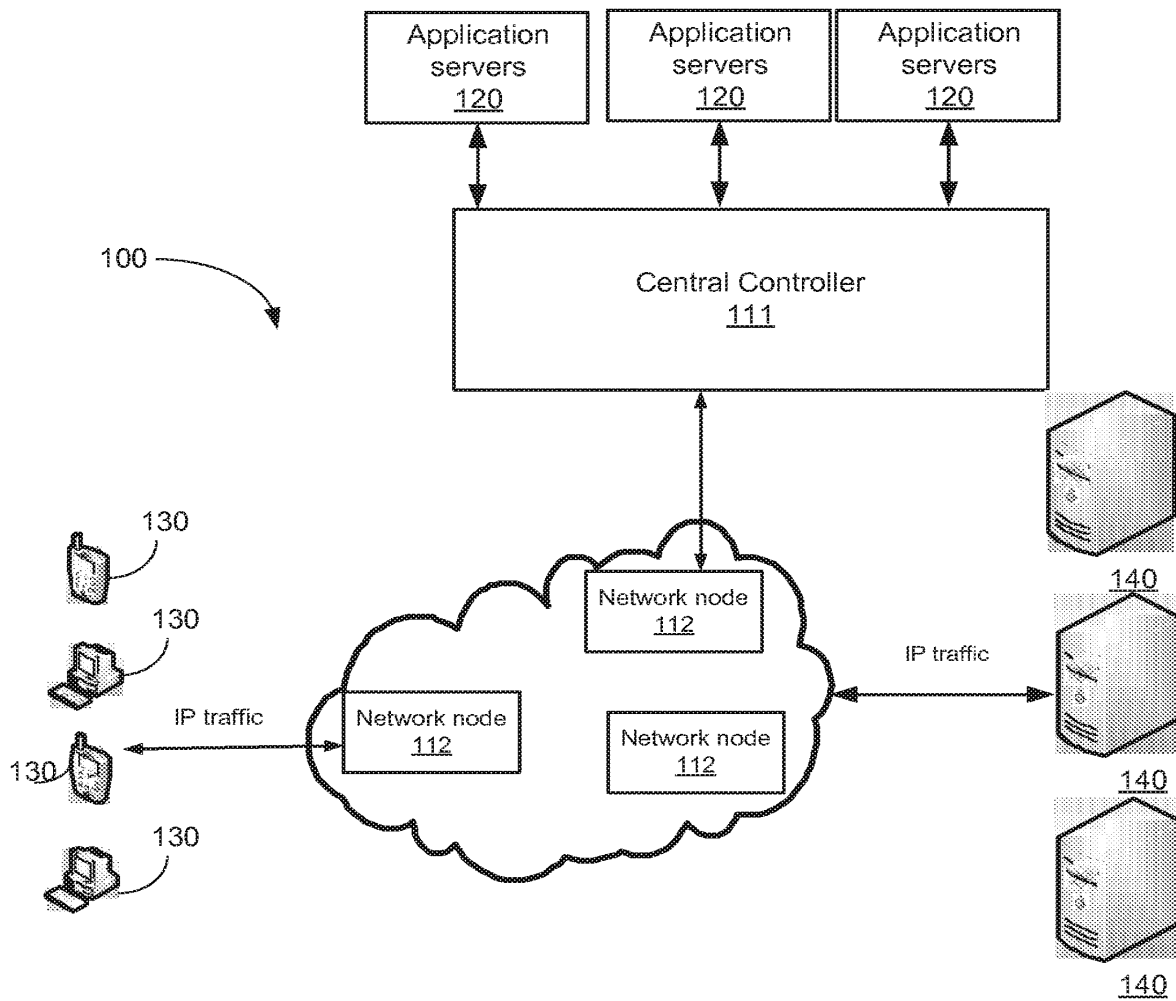 Application
servers
120
Application
servers
120
Application
servers
120
100
Central Controller
111
130
130
130
130
IP traffic
Network node
112
Network node
112
Network node
112
IP traffic
140
140
140